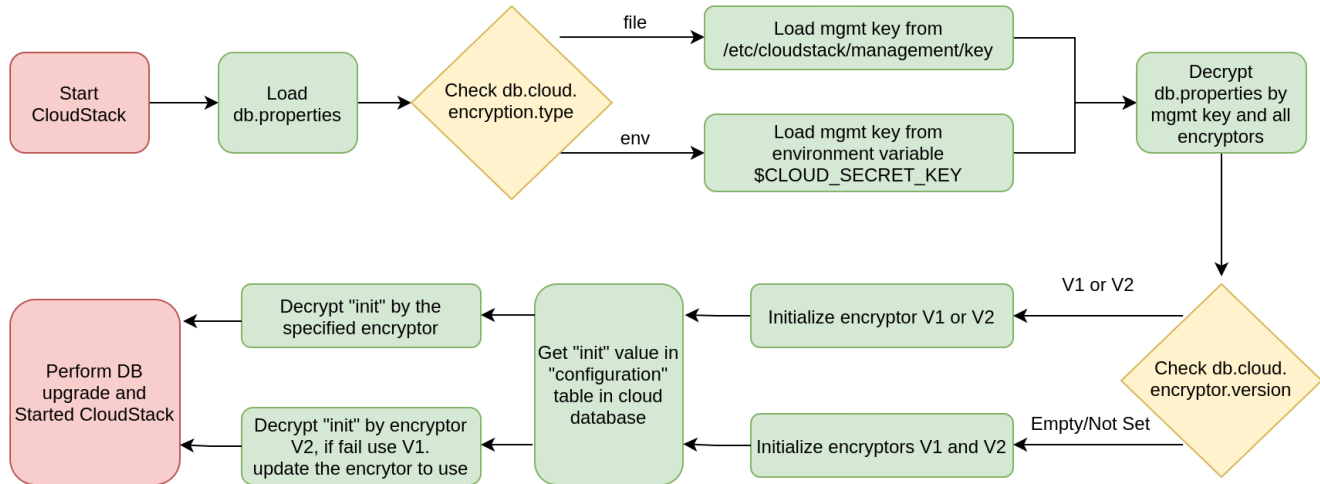 Start
CloudStack
Load
db.properties
Check db.cloud.
encryption.type
file
env
Load mgmt key from
/etc/cloudstack/management/key
Load mgmt key from
environment variable
$CLOUD_SECRET_KEY
Decrypt
db.properties by
mgmt key and all
encryptors
Check db.cloud.
encryptor.version
V1 or V2
Empty/Not Set
Initialize encryptor V1 or V2
Initialize encryptors V1 and V2
Get "init" value in
"configuration"
table in cloud
database
Decrypt "init" by the
specified encryptor
Decrypt "init" by encryptor
V2, if fail use V1.
update the encrytor to use
Perform DB
upgrade and
Started CloudStack